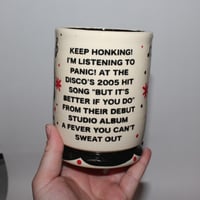 KEEP HONKING!
I'M LISTENING TO
PANIC! AT THE
DISCO'S 2005 HIT
SONG "BUT IT'S
BETTER IF YOU DO"
FROM THEIR DEBUT
STUDIO ALBUM
A FEVER YOU CAN'T
SWEAT OUT